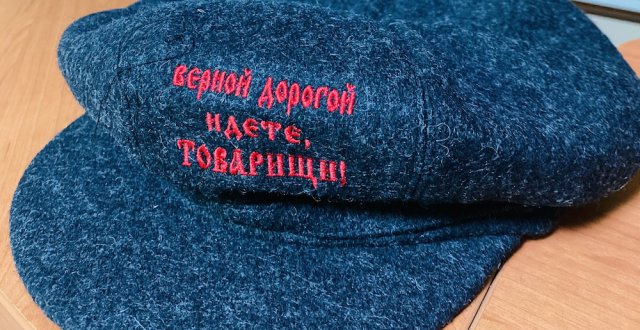 Верной дорогой
идете,
товарищи!